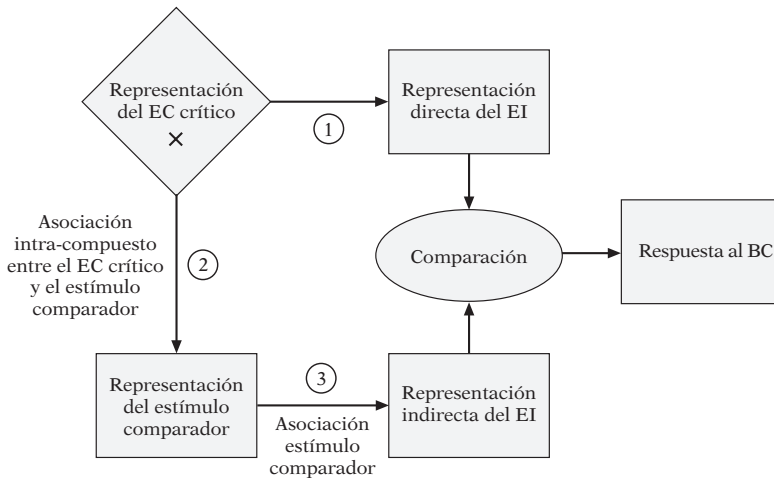 Representación
del EC crítico
×
1
Representación
directa del EI
Asociación
intra-compuesto
entre el EC crítico
y el estímulo
comparador
2
Comparación
Respuesta al BC
Representación
del estímulo
comparador
3
Asociación
estímulo
comparador
Representación
indirecta del EI